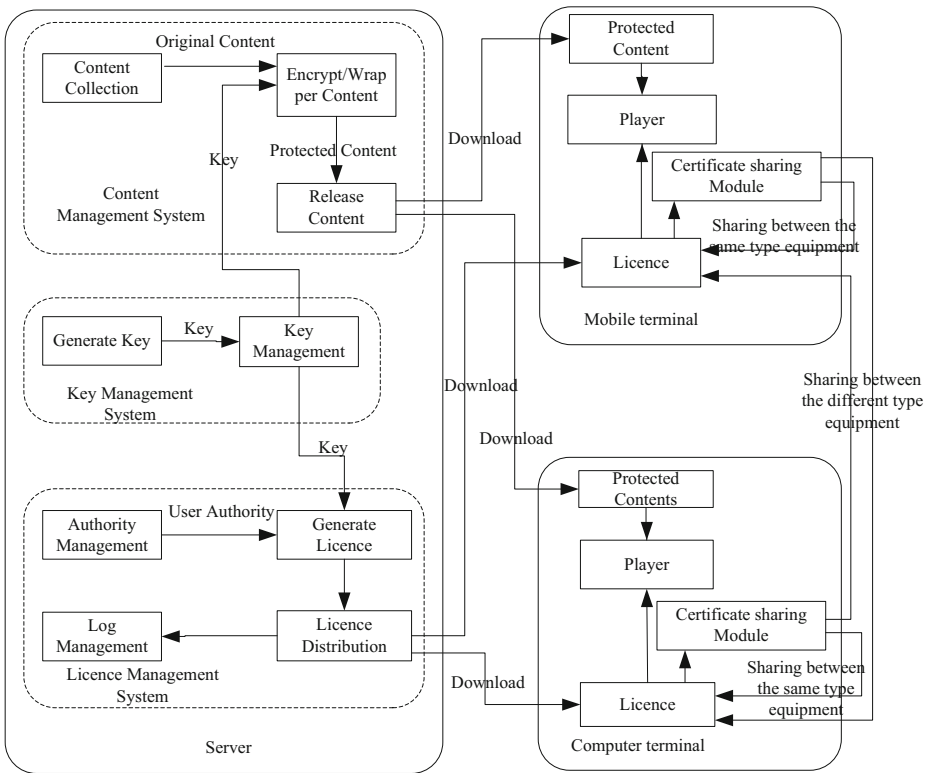 Original Content
Content
Collection
Encrypt/Wrap
per Content
Key
Protected Content
Release
Content
Content
Management System
Generate Key
Key
Key
Management
Key Management
System
Key
Authority
Management
User Authority
Generate
Licence
Log
Management
Licence
Distribution
Licence Management
System
Server
Download
Download
Download
Download
Protected
Content
Player
Certificate sharing
Module
Sharing between
the same type equipment
Licence
Mobile terminal
Sharing between
the different type
equipment
Protected
Contents
Player
Certificate sharing
Module
Sharing between
the same type
equipment
Licence
Computer terminal